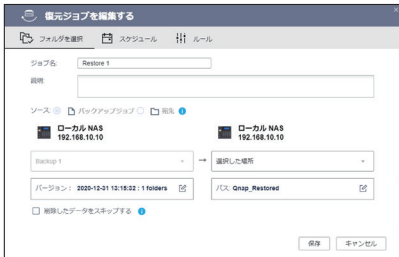 復元ジョブを編集する
フォルダを選択 スケジュール ルール
ジョブ名: Restore 1
説明:
ソース: バックアップジョブ 宛先
ローカル NAS
192.168.10.10
ローカル NAS
192.168.10.10
Backup 1 → 選択した場所
バージョン: 2020-12-31 13:15:32 : 1 folders
パス: Qnap_Restored
削除したデータをスキップする
保存 キャンセル